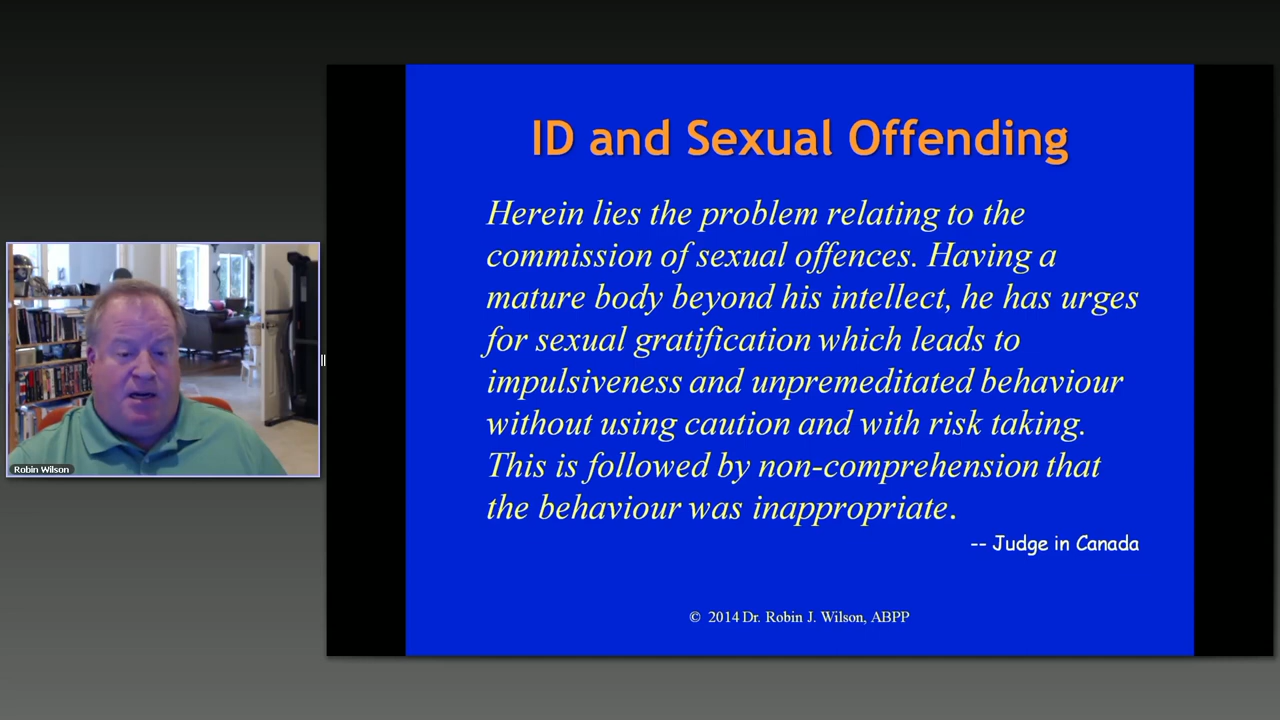 ID and Sexual Offending
Herein lies the problem relating to the
commission of sexual offences. Having a
mature body beyond his intellect, he has urges
for sexual gratification which leads to
impulsiveness and unpremeditated behaviour
without using caution and with risk taking.
This is followed by non-comprehension that
the behaviour was inappropriate.
-- Judge in Canada
© 2014 Dr. Robin J. Wilson, ABPP
Robin Wilson